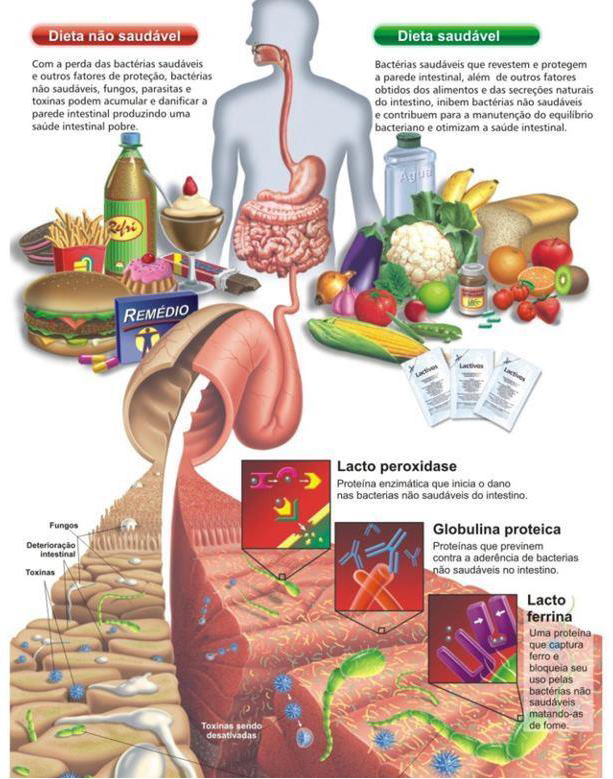 Dieta não saudável
Com a perda das bactérias saudáveis
e outros fatores de proteção, bactérias
não saudáveis, fungos, parasitas e
toxinas podem acumular e danificar a
parede intestinal produzindo uma
saúde intestinal pobre.
Dieta saudável
Bactérias saudáveis que revestem e protegem
a parede intestinal, além de outros fatores
obtidos dos alimentos e das secreções naturais
do intestino, inibem bactérias não saudáveis
e contribuem para a manutenção do equilíbrio
bacteriano e otimizam a saúde intestinal.
Refri
REMÉDIO
Água
Lactivos
Lactivos
Lactivos
Lacto peroxidase
Proteína enzimática que inicia o dano
nas bacterias não saudáveis do intestino.
Globulina proteica
Proteínas que previnem
contra a aderência de bacterias
não saudáveis no intestino.
Lacto
ferrina
Uma proteína
que captura
ferro e
bloqueia seu
uso pelas
bactérias não
saudáveis
matando-as
de fome.
Fungos
Deterioração
intestinal
Toxinas
Toxinas sendo
desativadas